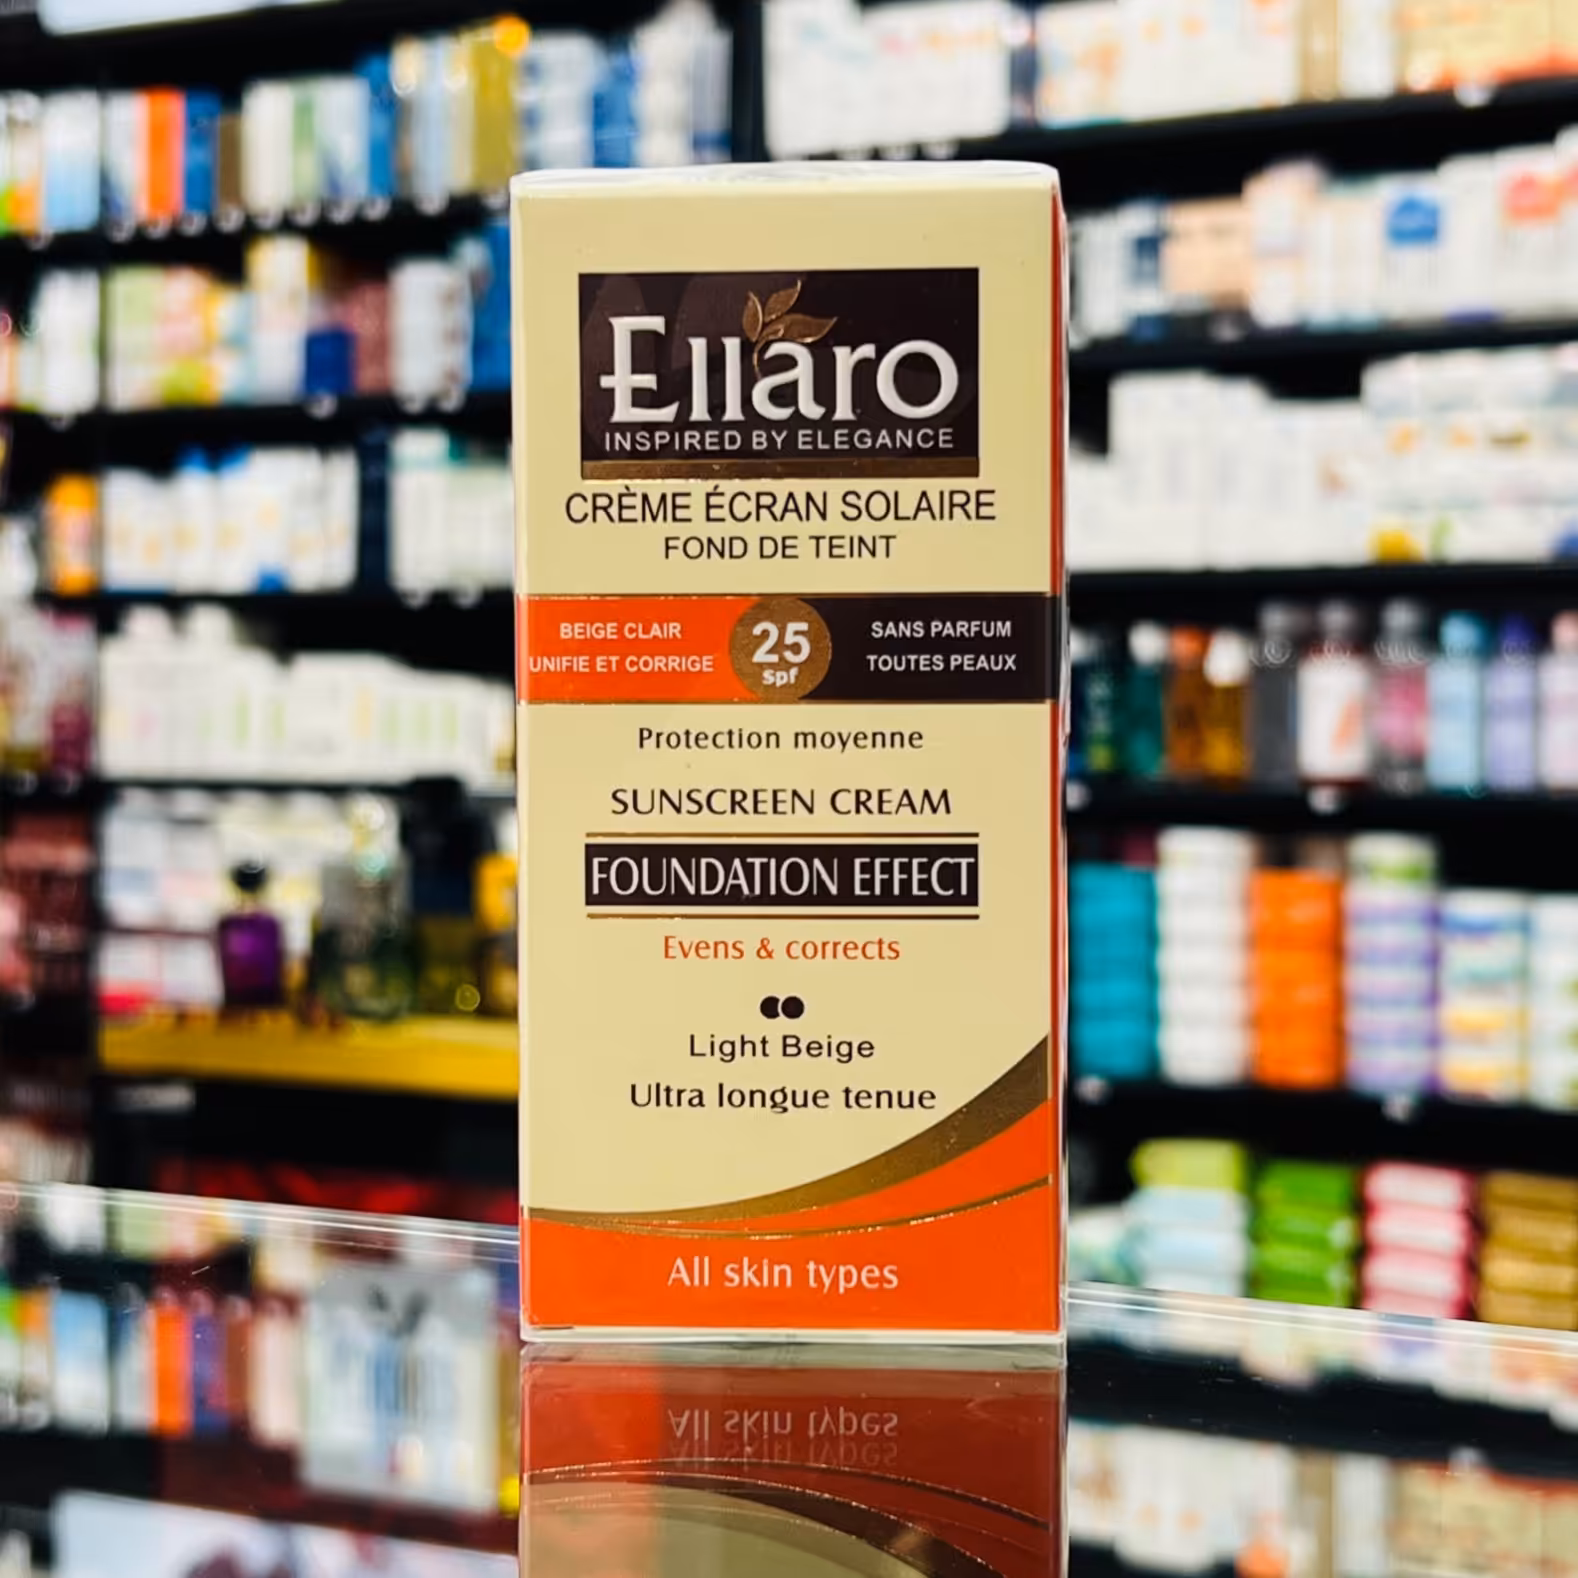 Ellaro
INSPIRED BY ELEGANCE
CRÈME ÉCRAN SOLAIRE
FOND DE TEINT
BEIGE CLAIR
UNIFIE ET CORRIGE
25
spf
SANS PARFUM
TOUTES PEAUX
Protection moyenne
SUNSCREEN CREAM
FOUNDATION EFFECT
Evens & corrects
Light Beige
Ultra longue tenue
All skin types